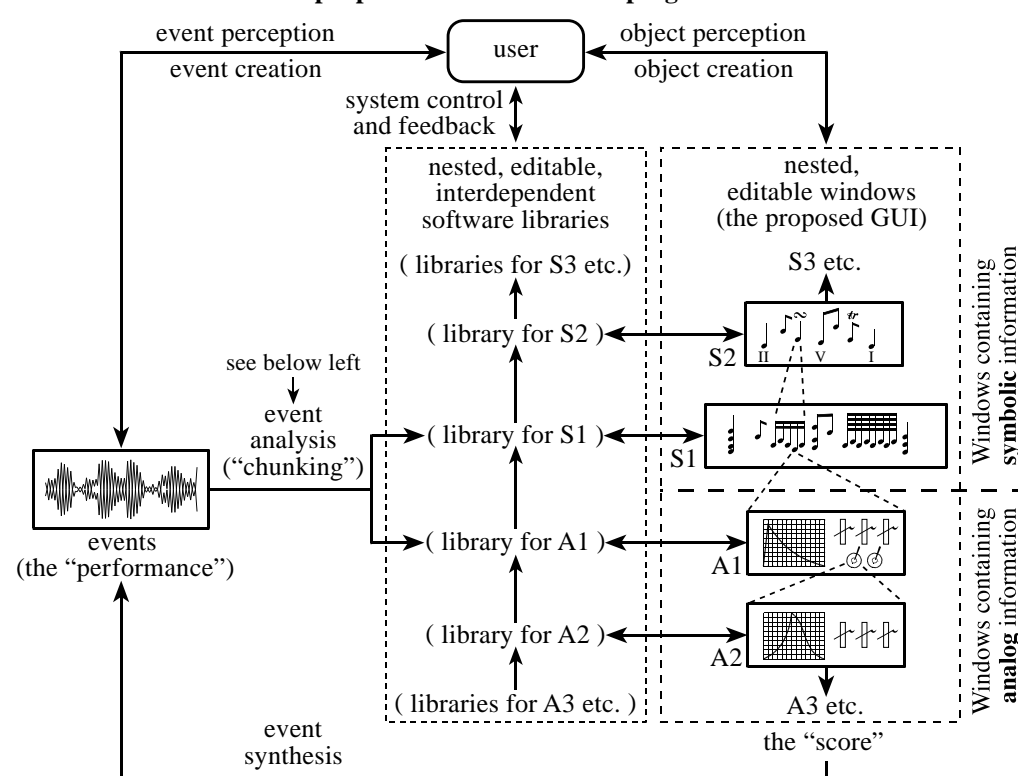 event perception
event creation
user
object perception
object creation
system control
and feedback
nested, editable,
interdependent
software libraries
nested,
editable windows
(the proposed GUI)
( libraries for S3 etc.)
S3 etc.
( library for S2 )
S2
II
V
tr
I
Windows containing
symbolic information
see below left
event
analysis
(“chunking”)
( library for S1 )
S1
events
(the “performance”)
( library for A1 )
A1
( library for A2 )
A2
Windows containing
analog information
( libraries for A3 etc. )
A3 etc.
event
synthesis
the “score”